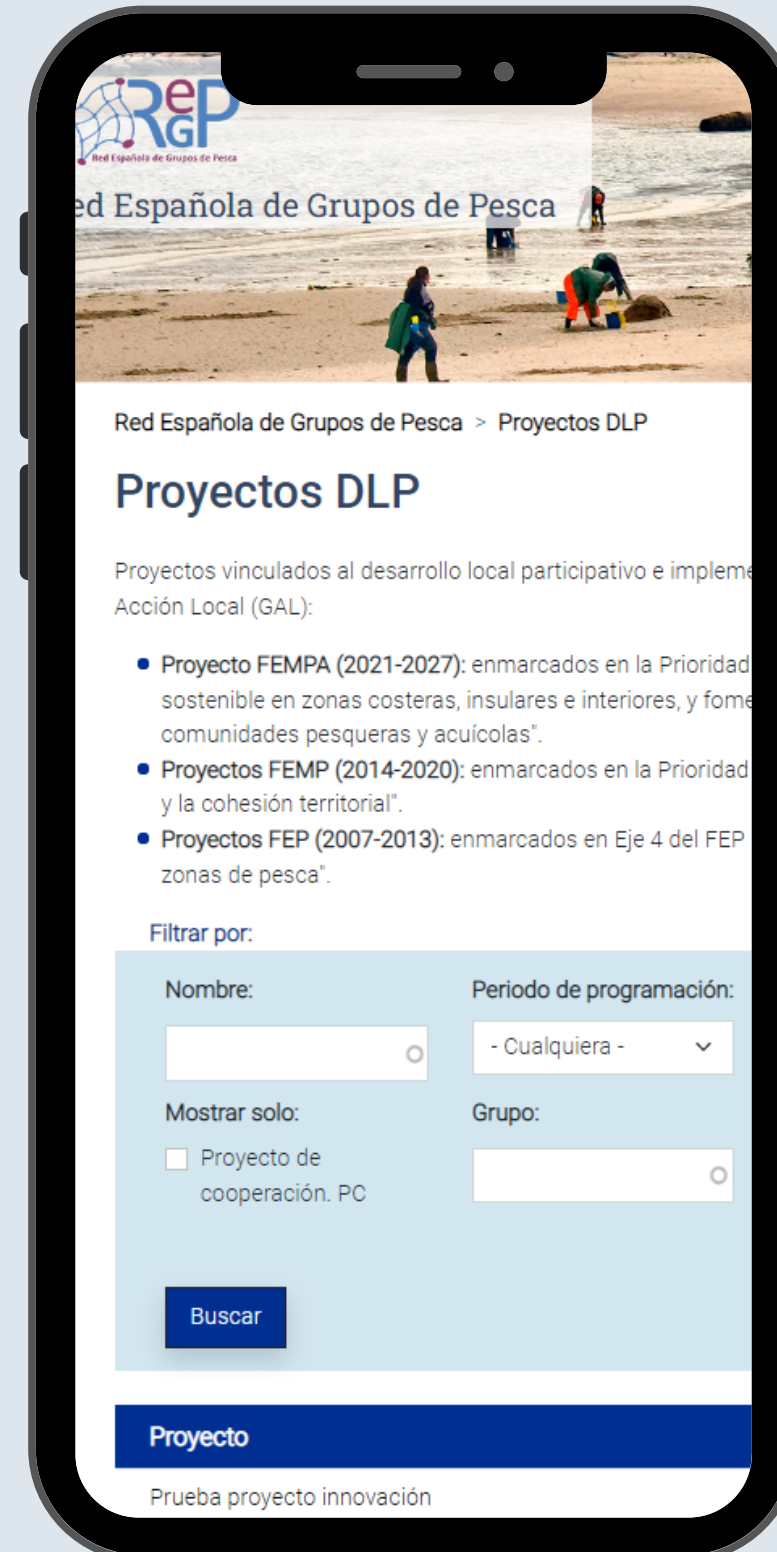 ReGP
Red Española de Grupos de Pesca
ed Española de Grupos de Pesca
Red Española de Grupos de Pesca > Proyectos DLP
Proyectos DLP
Proyectos vinculados al desarrollo local participativo e impleme
Acción Local (GAL):
Proyecto FEMPA (2021-2027): enmarcados en la Prioridad
sostenible en zonas costeras, insulares e interiores, y fome
comunidades pesqueras y acuícolas".
Proyectos FEMP (2014-2020): enmarcados en la Prioridad
y la cohesión territorial".
Proyectos FEP (2007-2013): enmarcados en Eje 4 del FEP
zonas de pesca".
Filtrar por:
Nombre:
Periodo de programación:
- Cualquiera -
Mostrar solo:
Grupo:
Proyecto de
cooperación. PC
Buscar
Proyecto
Prueba proyecto innovación